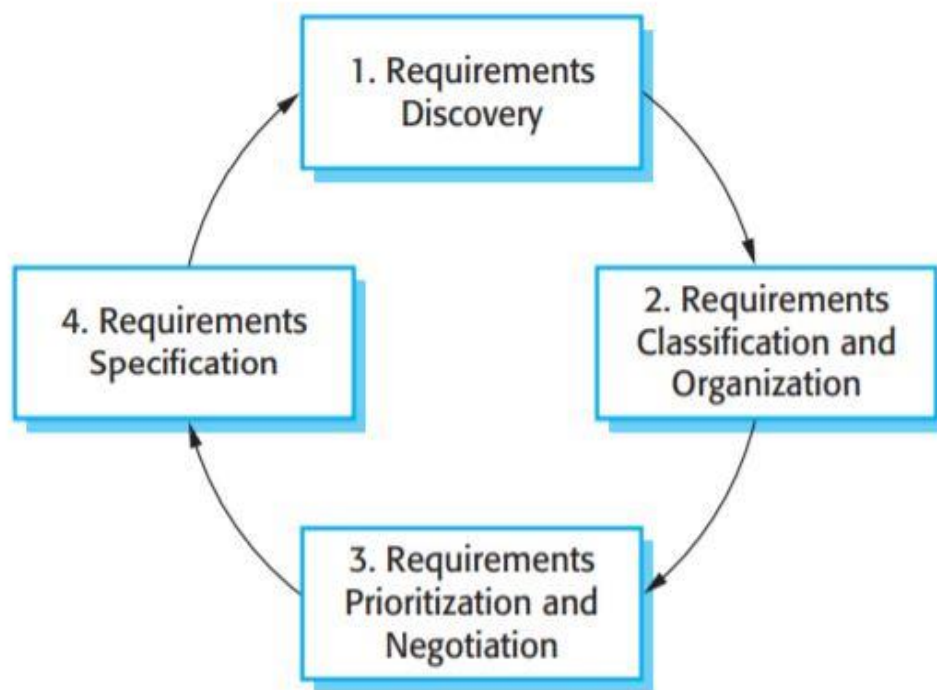 1. Requirements
Discovery
2. Requirements
Classification and
Organization
3. Requirements
Prioritization and
Negotiation
4. Requirements
Specification